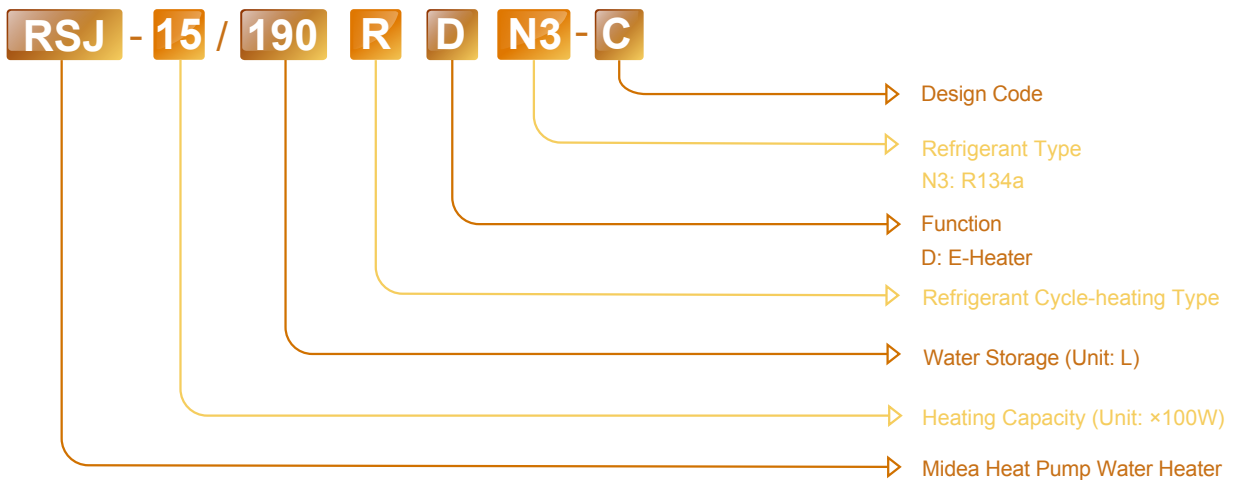 RSJ - 15 / 190 R D N3 - C
Design Code
Refrigerant Type
N3: R134a
Function
D: E-Heater
Refrigerant Cycle-heating Type
Water Storage (Unit: L)
Heating Capacity (Unit: ×100W)
Midea Heat Pump Water Heater